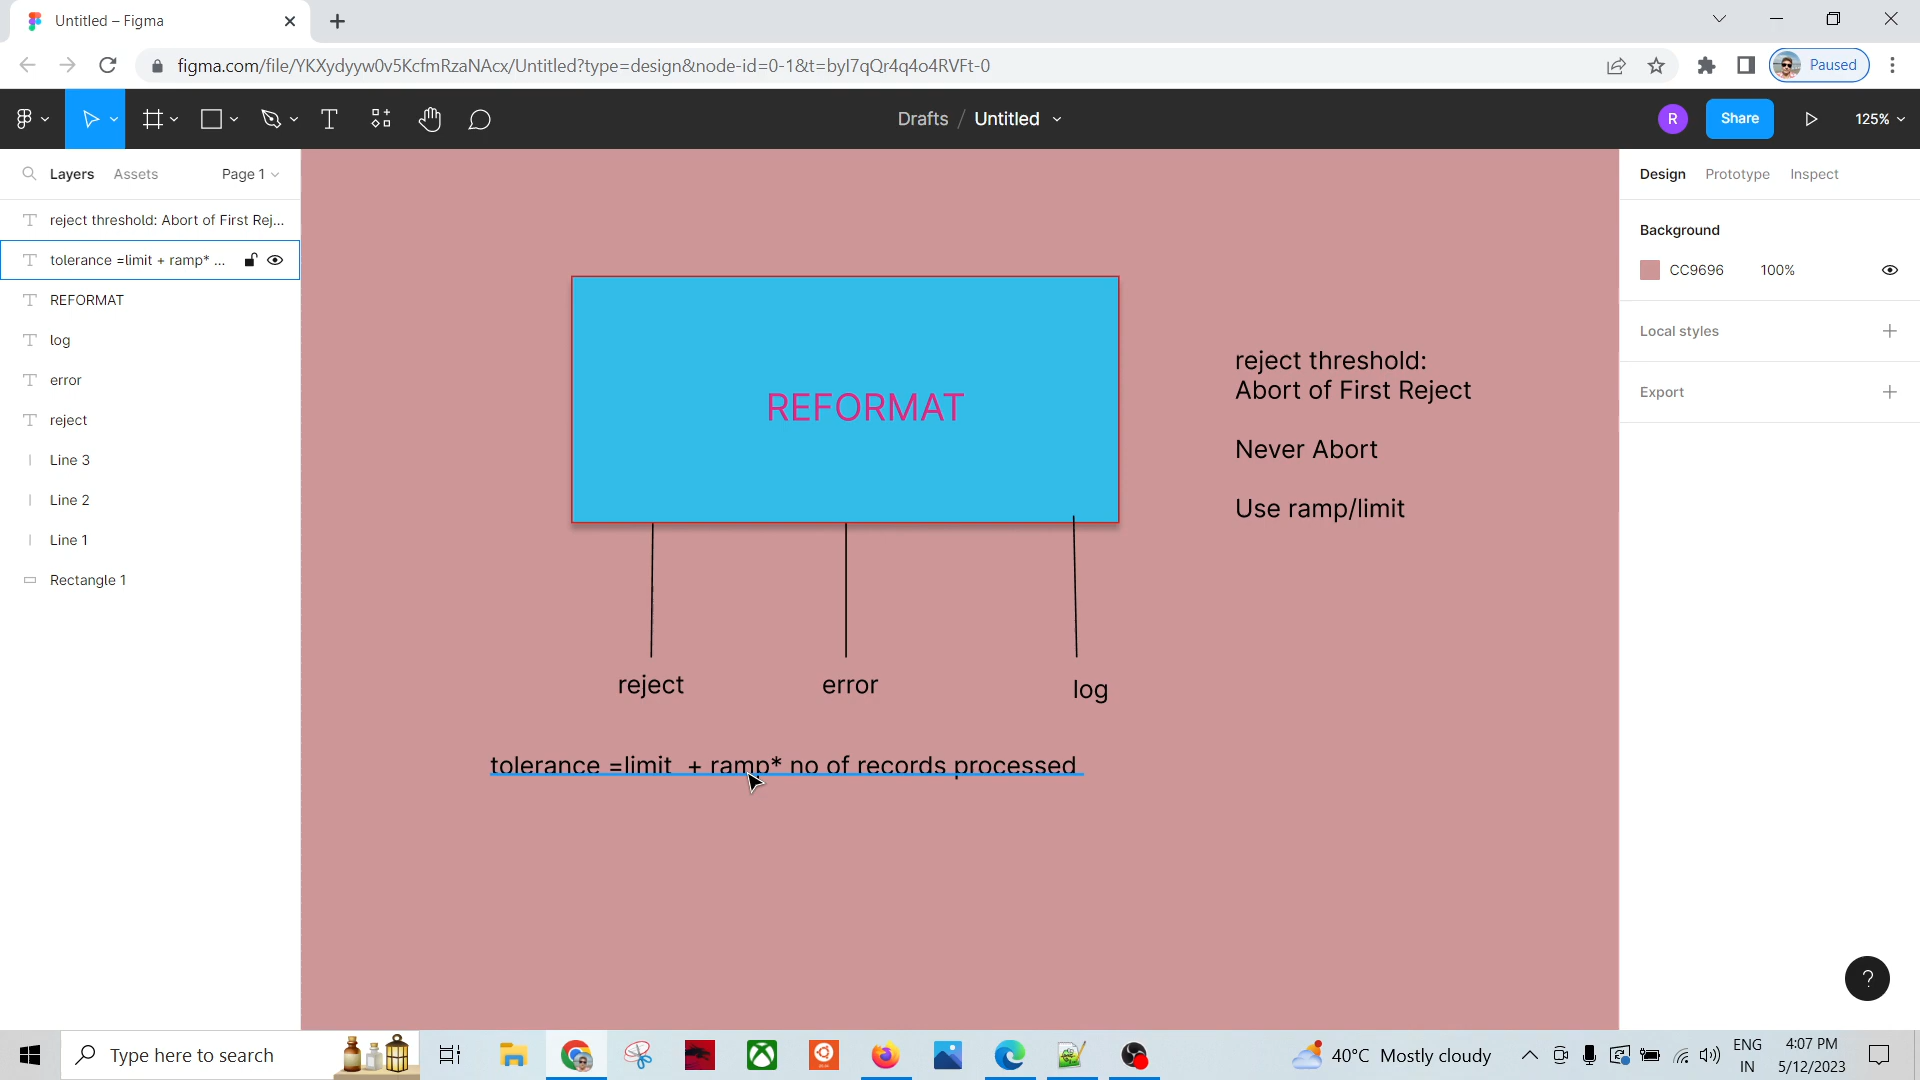 Untitled – Figma
figma.com/file/YKXydyyw0v5KcfmRzaNAcx/Untitled?type=design&node-id=0-1&t=byI7qQr4q4o4RVFt-0
Paused
Drafts / Untitled
R
Share
125%
Layers Assets Page 1
Design Prototype Inspect
reject threshold: Abort of First Rej...
tolerance =limit + ramp* ...
REFORMAT
log
error
reject
Line 3
Line 2
Line 1
Rectangle 1
REFORMAT
reject threshold:
Abort of First Reject
Never Abort
Use ramp/limit
reject
error
log
tolerance =limit  + ramp* no of records processed
Background
CC9696 100%
Local styles
Export
?
Type here to search
40°C Mostly cloudy
ENG
IN
4:07 PM
5/12/2023